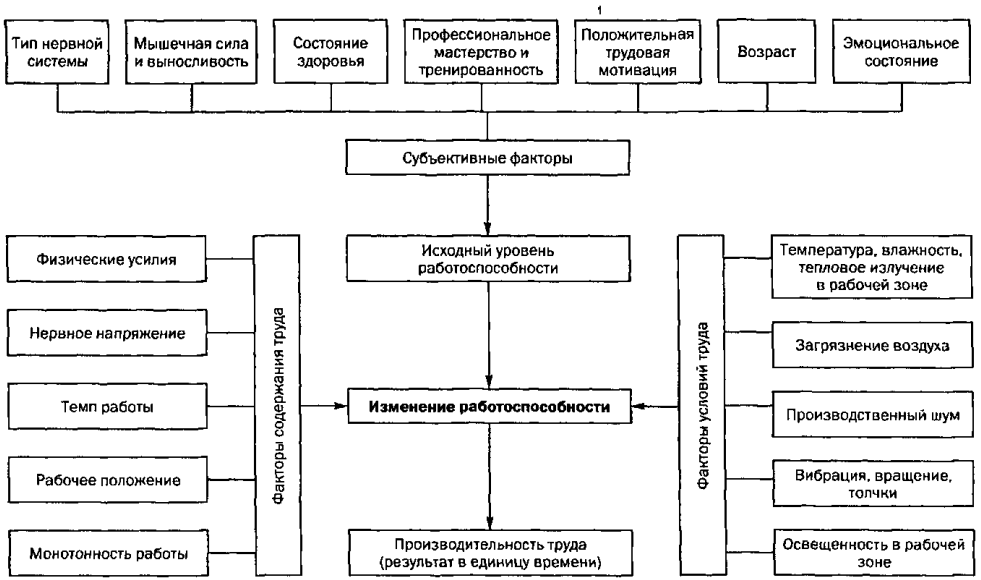 1
Тип нервной
системы
Мышечная сила
и выносливость
Состояние
здоровья
Профессиональное
мастерство и
тренированность
Положительная
трудовая
мотивация
Возраст
Эмоциональное
состояние
Субъективные факторы
Исходный уровень
работоспособности
Физические усилия
Нервное напряжение
Темп работы
Рабочее положение
Монотонность работы
Факторы содержания труда
Изменение работоспособности
Производительность труда
(результат в единицу времени)
Факторы условий труда
Температура, влажность,
тепловое излучение
в рабочей зоне
Загрязнение воздуха
Производственный шум
Вибрация, вращение,
толчки
Освещенность в рабочей
зоне